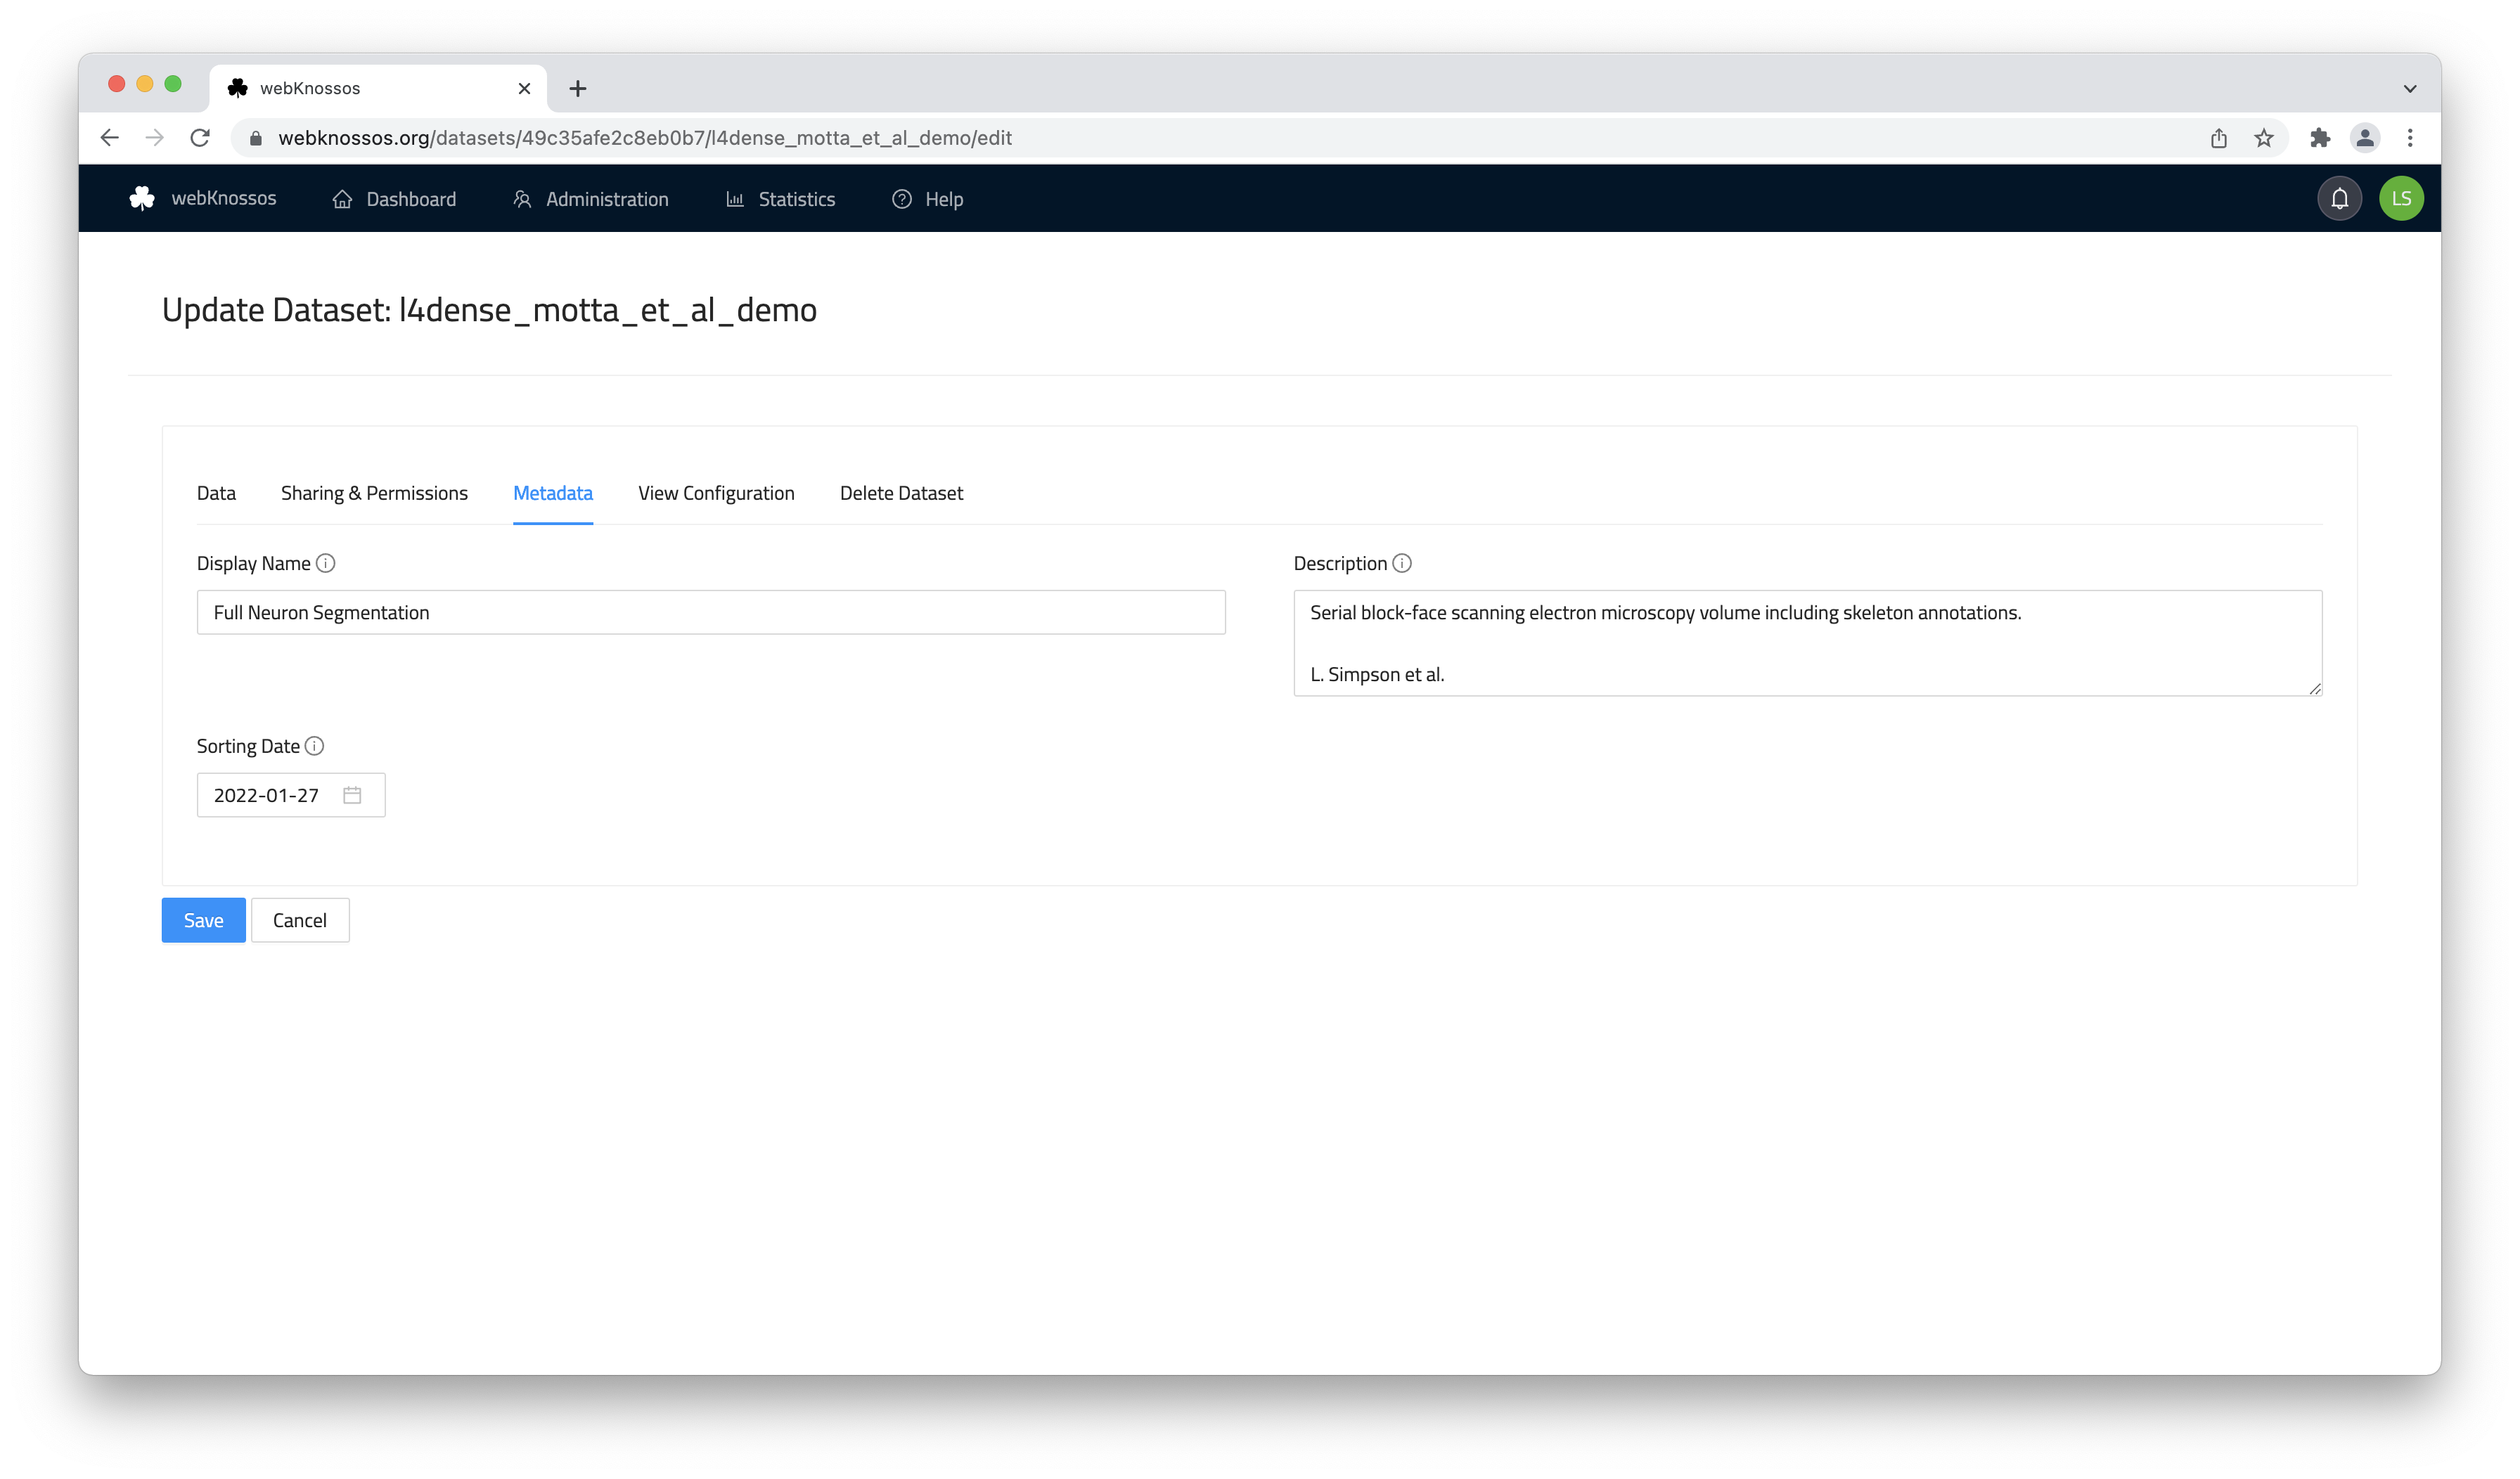 webKnossos
webknossos.org/datasets/49c35afe2c8eb0b7/l4dense_motta_et_al_demo/edit
webKnossos Dashboard Administration Statistics Help LS
Update Dataset: l4dense_motta_et_al_demo
Data Sharing & Permissions Metadata View Configuration Delete Dataset
Display Name
Full Neuron Segmentation
Description
Serial block-face scanning electron microscopy volume including skeleton annotations.
L. Simpson et al.
Sorting Date
2022-01-27
Save Cancel